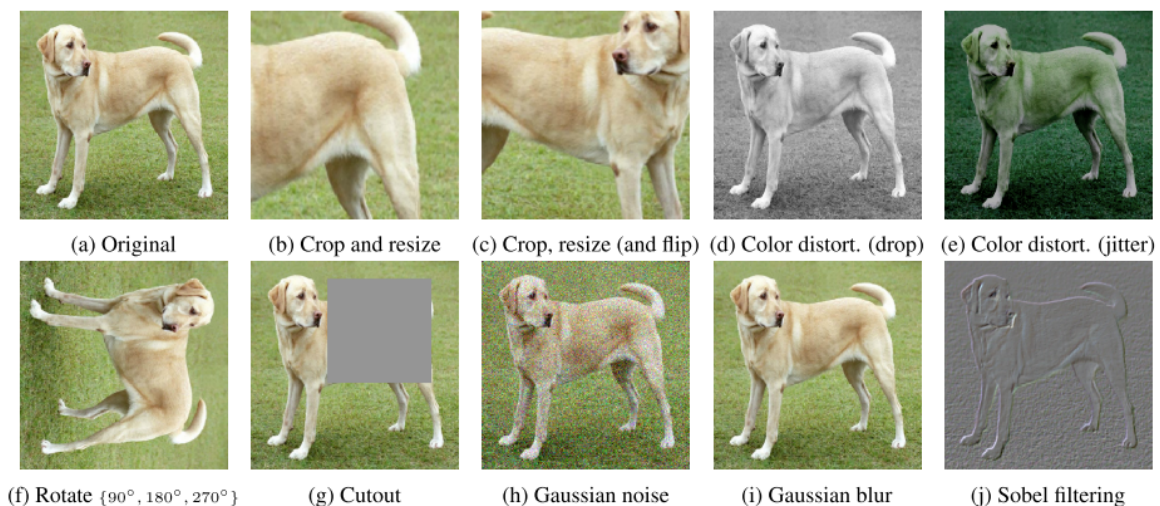 (a) Original
(b) Crop and resize
(c) Crop, resize (and flip)
(d) Color distort. (drop)
(e) Color distort. (jitter)
(f) Rotate {90°, 180°, 270°}
(g) Cutout
(h) Gaussian noise
(i) Gaussian blur
(j) Sobel filtering